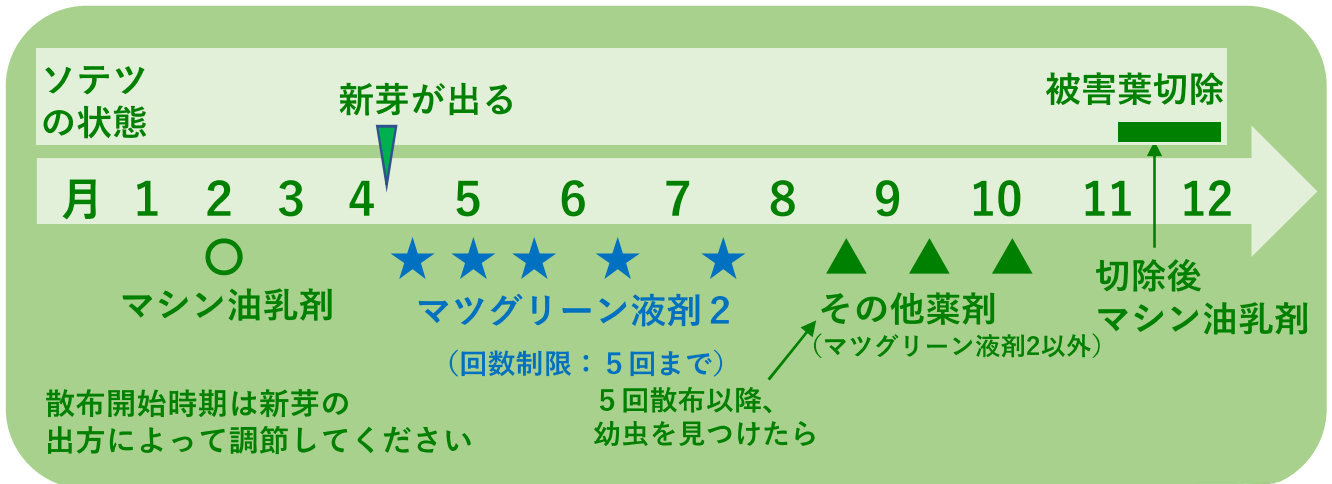 ソテツ
の状態
新芽が出る
被害葉切除
月 1 2 3 4 5 6 7 8 9 10 11 12
マシン油乳剤
マツグリーン液剤２
（回数制限：５回まで）
その他薬剤
（マツグリーン液剤2以外）
切除後
マシン油乳剤
５回散布以降、
幼虫を見つけたら
散布開始時期は新芽の
出方によって調節してください